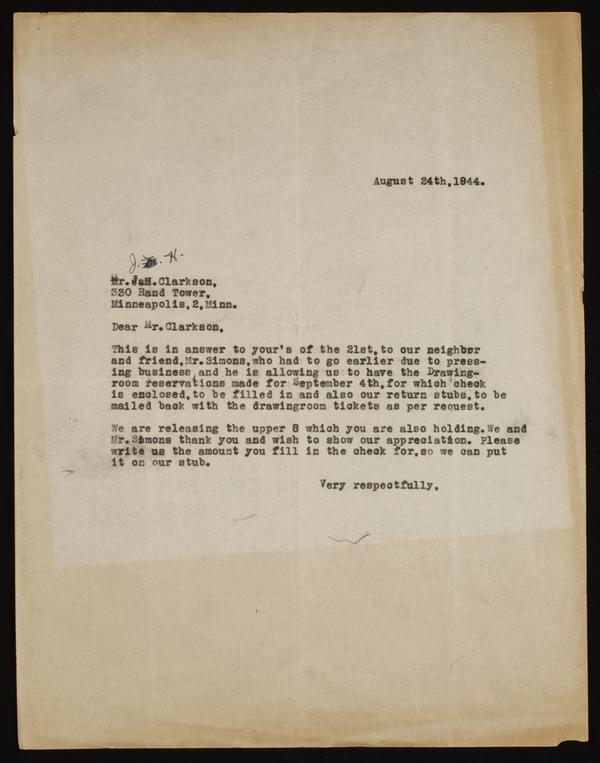 August 24th,1944.
J. H.
Mr. J.H.Clarkson,
330 Rand Tower,
Minneapolis,2,Minn.
Dear Mr.Clarkson,
This is in answer to your's of the 21st,to our neighbor
and friend,Mr.Simons,who had to go earlier due to press-
ing business,and he is allowing us to have the Drawing-
room reservations made for September 4th,for which check
is enclosed,to be filled in and also our return stubs,to be
mailed back with the drawingroom tickets as per request.
We are releasing the upper 8 which you are also holding.We and
Mr.Simons thank you and wish to show our appreciation. Please
write us the amount you fill in the check for,so we can put
it on our stub.
Very respectfully,